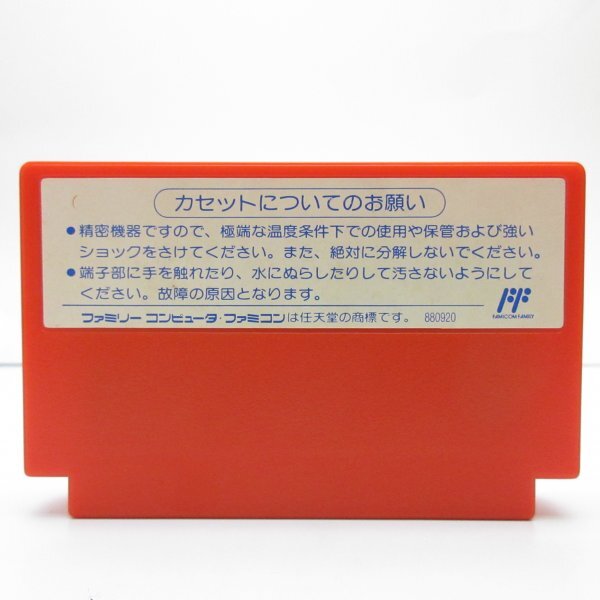 カセットについてのお願い
●精密機器ですので、極端な温度条件下での使用や保管および強い
ショックをさけてください。また、絶対に分解しないでください。
●端子部に手を触れたり、水にぬらしたりして汚さないようにして
ください。故障の原因となります。
FF
FAMICOM FAMILY
ファミリー コンピュータ・ファミコンは任天堂の商標です。 880920